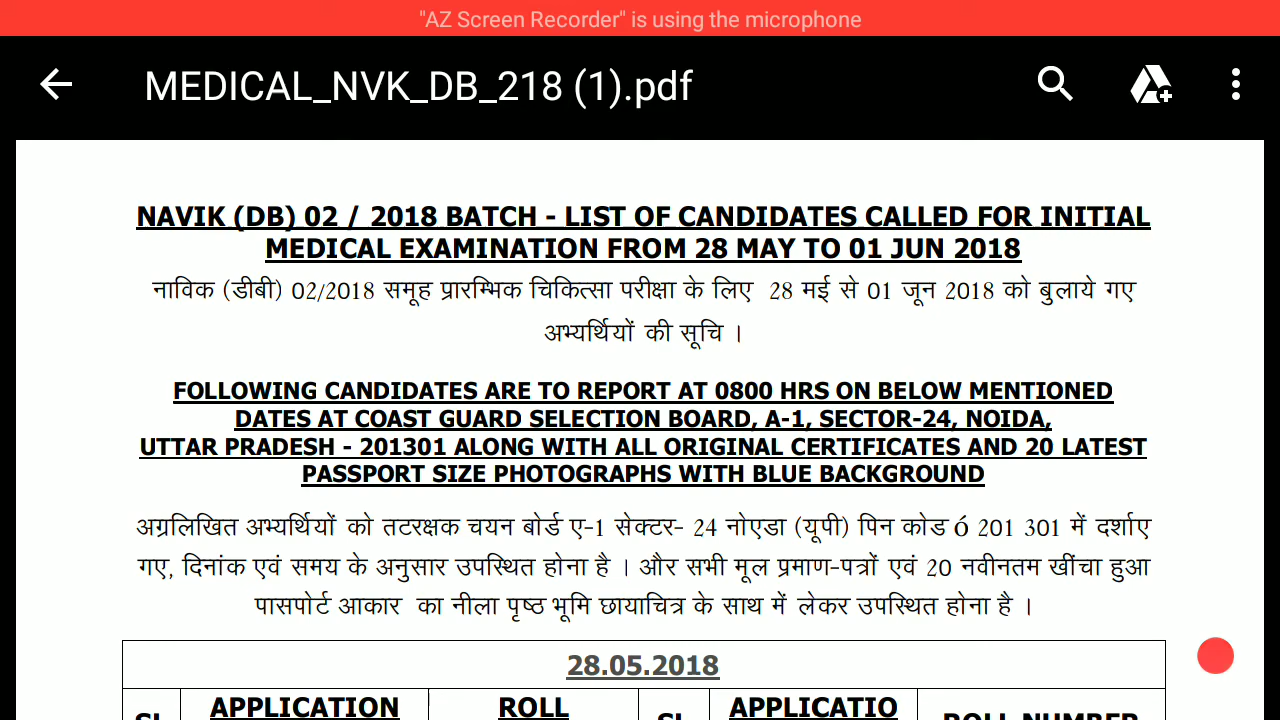 "AZ Screen Recorder" is using the microphone
MEDICAL_NVK_DB_218 (1).pdf
NAVIK (DB) 02 / 2018 BATCH - LIST OF CANDIDATES CALLED FOR INITIAL
MEDICAL EXAMINATION FROM 28 MAY TO 01 JUN 2018
नाविक (डीबी) 02/2018 समूह प्रारम्भिक चिकित्सा परीक्षा के लिए 28 मई से 01 जून 2018 को बुलाये गए
अभ्यर्थियों की सूचि ।
FOLLOWING CANDIDATES ARE TO REPORT AT 0800 HRS ON BELOW MENTIONED
DATES AT COAST GUARD SELECTION BOARD, A-1, SECTOR-24, NOIDA,
UTTAR PRADESH - 201301 ALONG WITH ALL ORIGINAL CERTIFICATES AND 20 LATEST
PASSPORT SIZE PHOTOGRAPHS WITH BLUE BACKGROUND
अग्रलिखित अभ्यर्थियों को तटरक्षक चयन बोर्ड ए-1 सेक्टर- 24 नोएडा (यूपी) पिन कोड ó 201 301 में दर्शाए
गए, दिनांक एवं समय के अनुसार उपस्थित होना है । और सभी मूल प्रमाण-पत्रों एवं 20 नवीनतम खींचा हुआ
पासपोर्ट आकार का नीला पृष्ठ भूमि छायाचित्र के साथ में लेकर उपस्थित होना है ।
28.05.2018
APPLICATION ROLL APPLICATIO
SL SL ROLL NUMBER